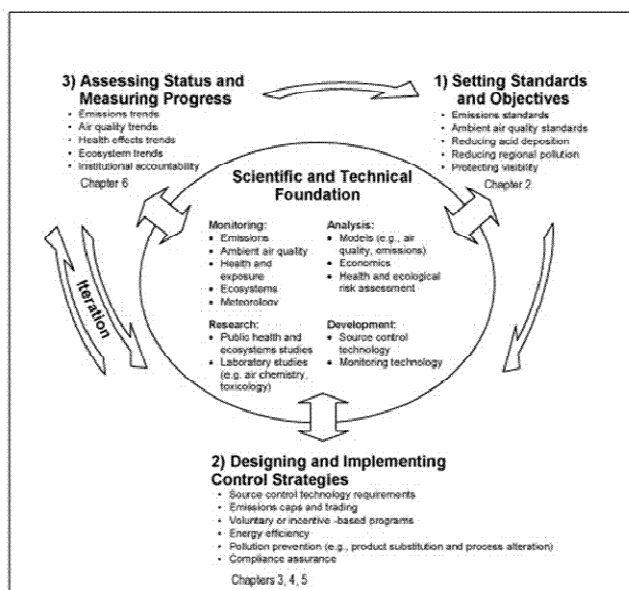 3) Assessing Status and
Measuring Progress
• Emissions trends
• Air quality trends
• Health effects trends
• Ecosystem trends
• Institutional accountability
Chapter 6
1) Setting Standards
and Objectives
• Emissions standards
• Ambient air quality standards
• Reducing acid deposition
• Reducing regional pollution
• Protecting visibility
Chapter 2
Scientific and Technical
Foundation
Monitoring:
• Emissions
• Ambient air quality
• Health and
exposure
• Ecosystems
• Meteorology
Analysis:
• Models (e.g., air
quality, emissions)
• Economics
• Health and ecological
risk assessment
Iteration
Research:
• Public health and
ecosystems studies
• Laboratory studies
(e.g. air chemistry,
toxicology)
Development:
• Source control
technology
• Monitoring technology
2) Designing and Implementing
Control Strategies
• Source control technology requirements
• Emissions caps and trading
• Voluntary or incentive -based programs
• Energy efficiency
• Pollution prevention (e.g., product substitution and process alteration)
• Compliance assurance
Chapters 3, 4, 5